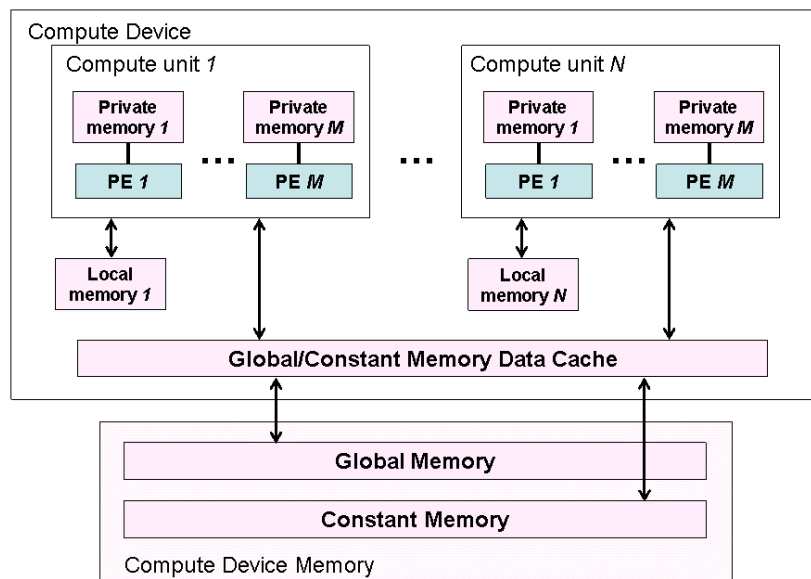 Compute Device
Compute unit 1
Compute unit N
Private
memory 1
Private
memory M
Private
memory 1
Private
memory M
...
...
...
PE 1
PE M
PE 1
PE M
Local
memory 1
Local
memory N
Global/Constant Memory Data Cache
Global Memory
Constant Memory
Compute Device Memory